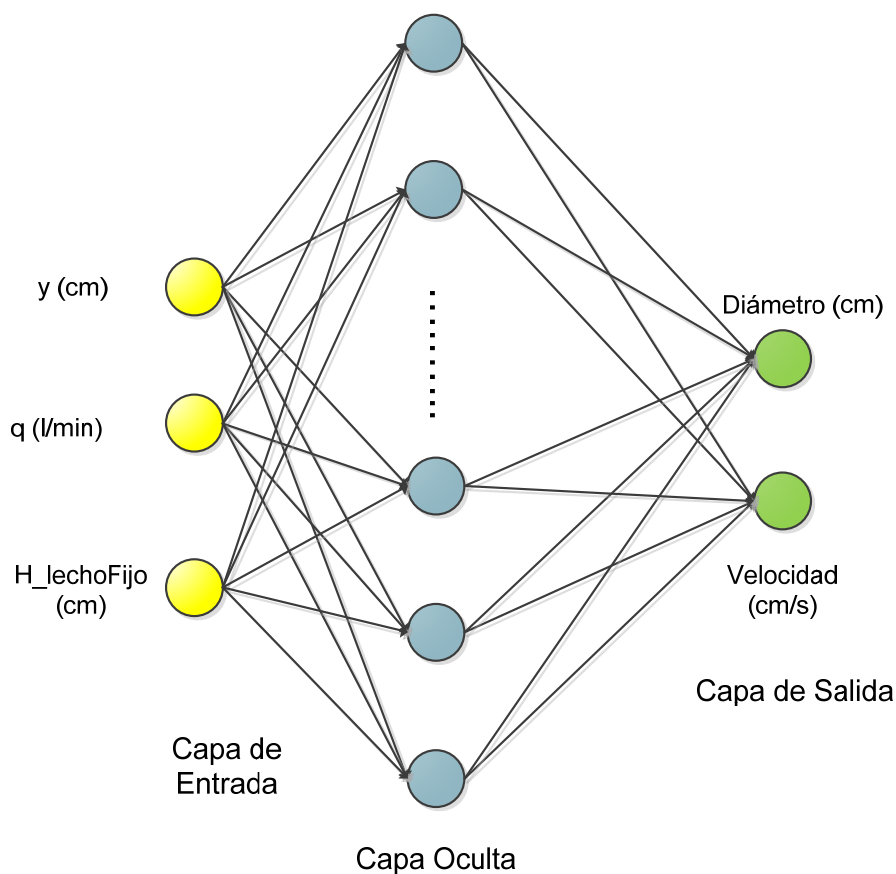 y (cm)
q (l/min)
H_lechoFijo
(cm)
Capa de
Entrada
Capa Oculta
Diámetro (cm)
Velocidad
(cm/s)
Capa de Salida